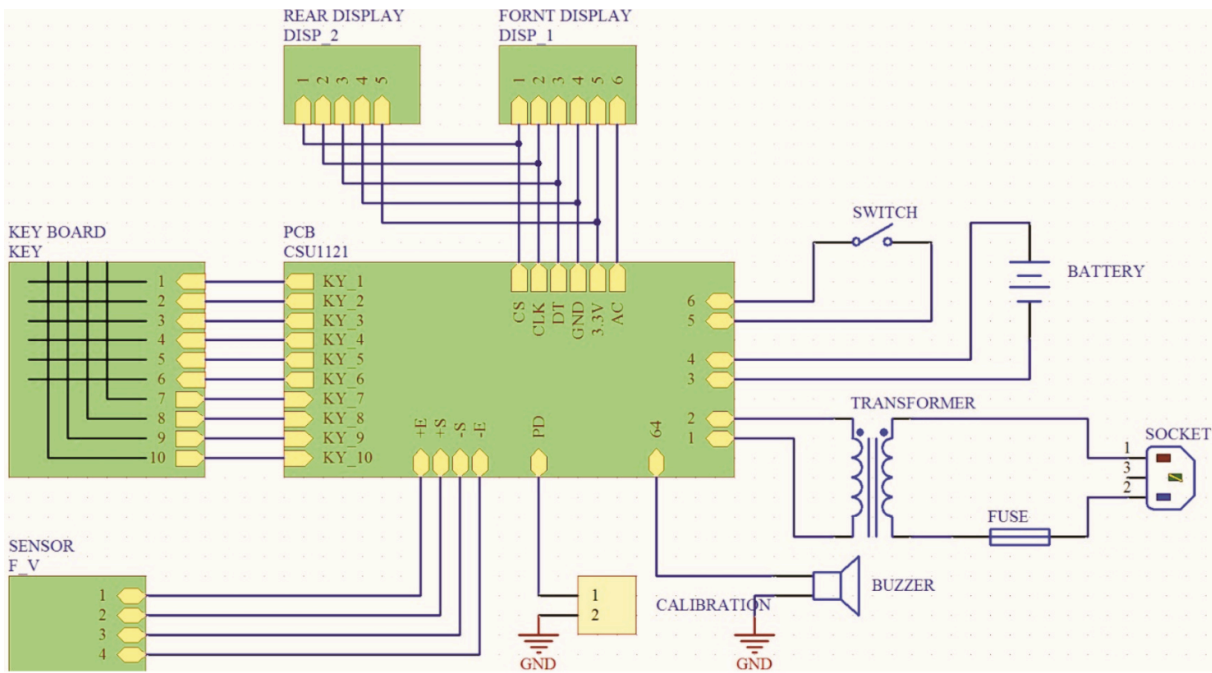 REAR DISPLAY
DISP_2
1 2 3 4 5
FORNT DISPLAY
DISP_1
1 2 3 4 5 6
KEY BOARD
KEY
1
2
3
4
5
6
7
8
9
10
PCB
CSU1121
KY_1
KY_2
KY_3
KY_4
KY_5
KY_6
KY_7
KY_8
KY_9
KY_10
CS CLK DT GND 3.3V AC
6
5
4
3
2
1
+E +S -S -E PD 64
SWITCH
BATTERY
TRANSFORMER
SOCKET
1
3
2
FUSE
SENSOR
F_V
1
2
3
4
CALIBRATION
1
2
GND
BUZZER
GND